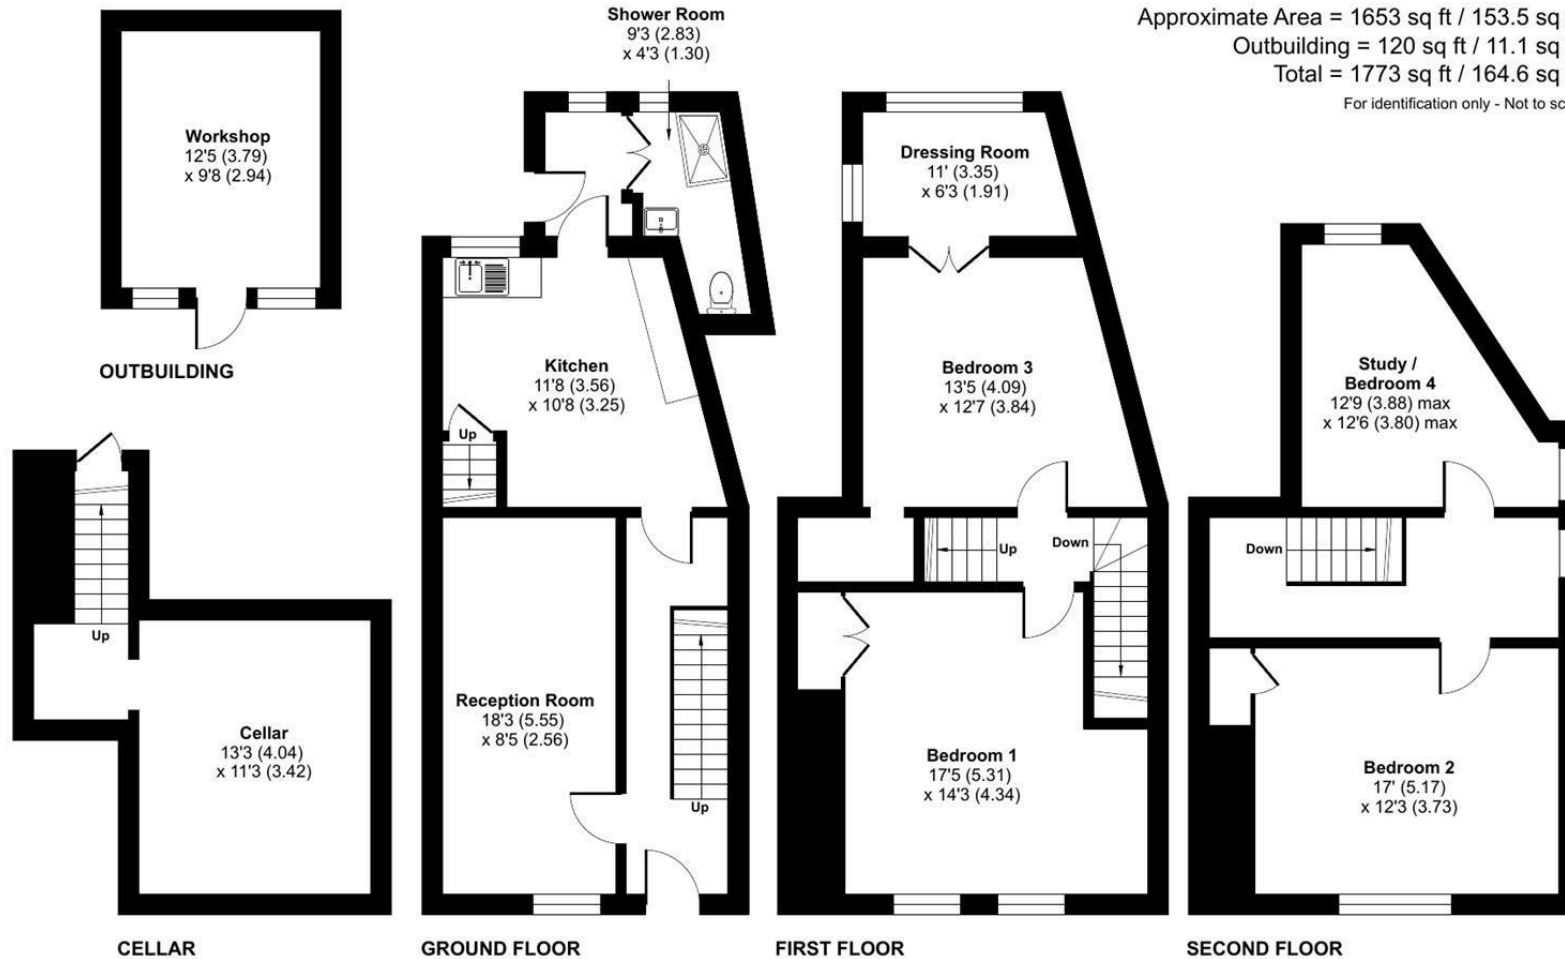 Approximate Area = 1653 sq ft / 153.5 sq
Outbuilding = 120 sq ft / 11.1 sq
Total = 1773 sq ft / 164.6 sq
For identification only - Not to sc
Workshop
12'5 (3.79)
x 9'8 (2.94)
OUTBUILDING
Up
Cellar
13'3 (4.04)
x 11'3 (3.42)
CELLAR
Shower Room
9'3 (2.83)
x 4'3 (1.30)
Kitchen
11'8 (3.56)
x 10'8 (3.25)
Up
Reception Room
18'3 (5.55)
x 8'5 (2.56)
Up
GROUND FLOOR
Dressing Room
11' (3.35)
x 6'3 (1.91)
Bedroom 3
13'5 (4.09)
x 12'7 (3.84)
Up
Down
Bedroom 1
17'5 (5.31)
x 14'3 (4.34)
FIRST FLOOR
Study /
Bedroom 4
12'9 (3.88) max
x 12'6 (3.80) max
Down
Bedroom 2
17' (5.17)
x 12'3 (3.73)
SECOND FLOOR